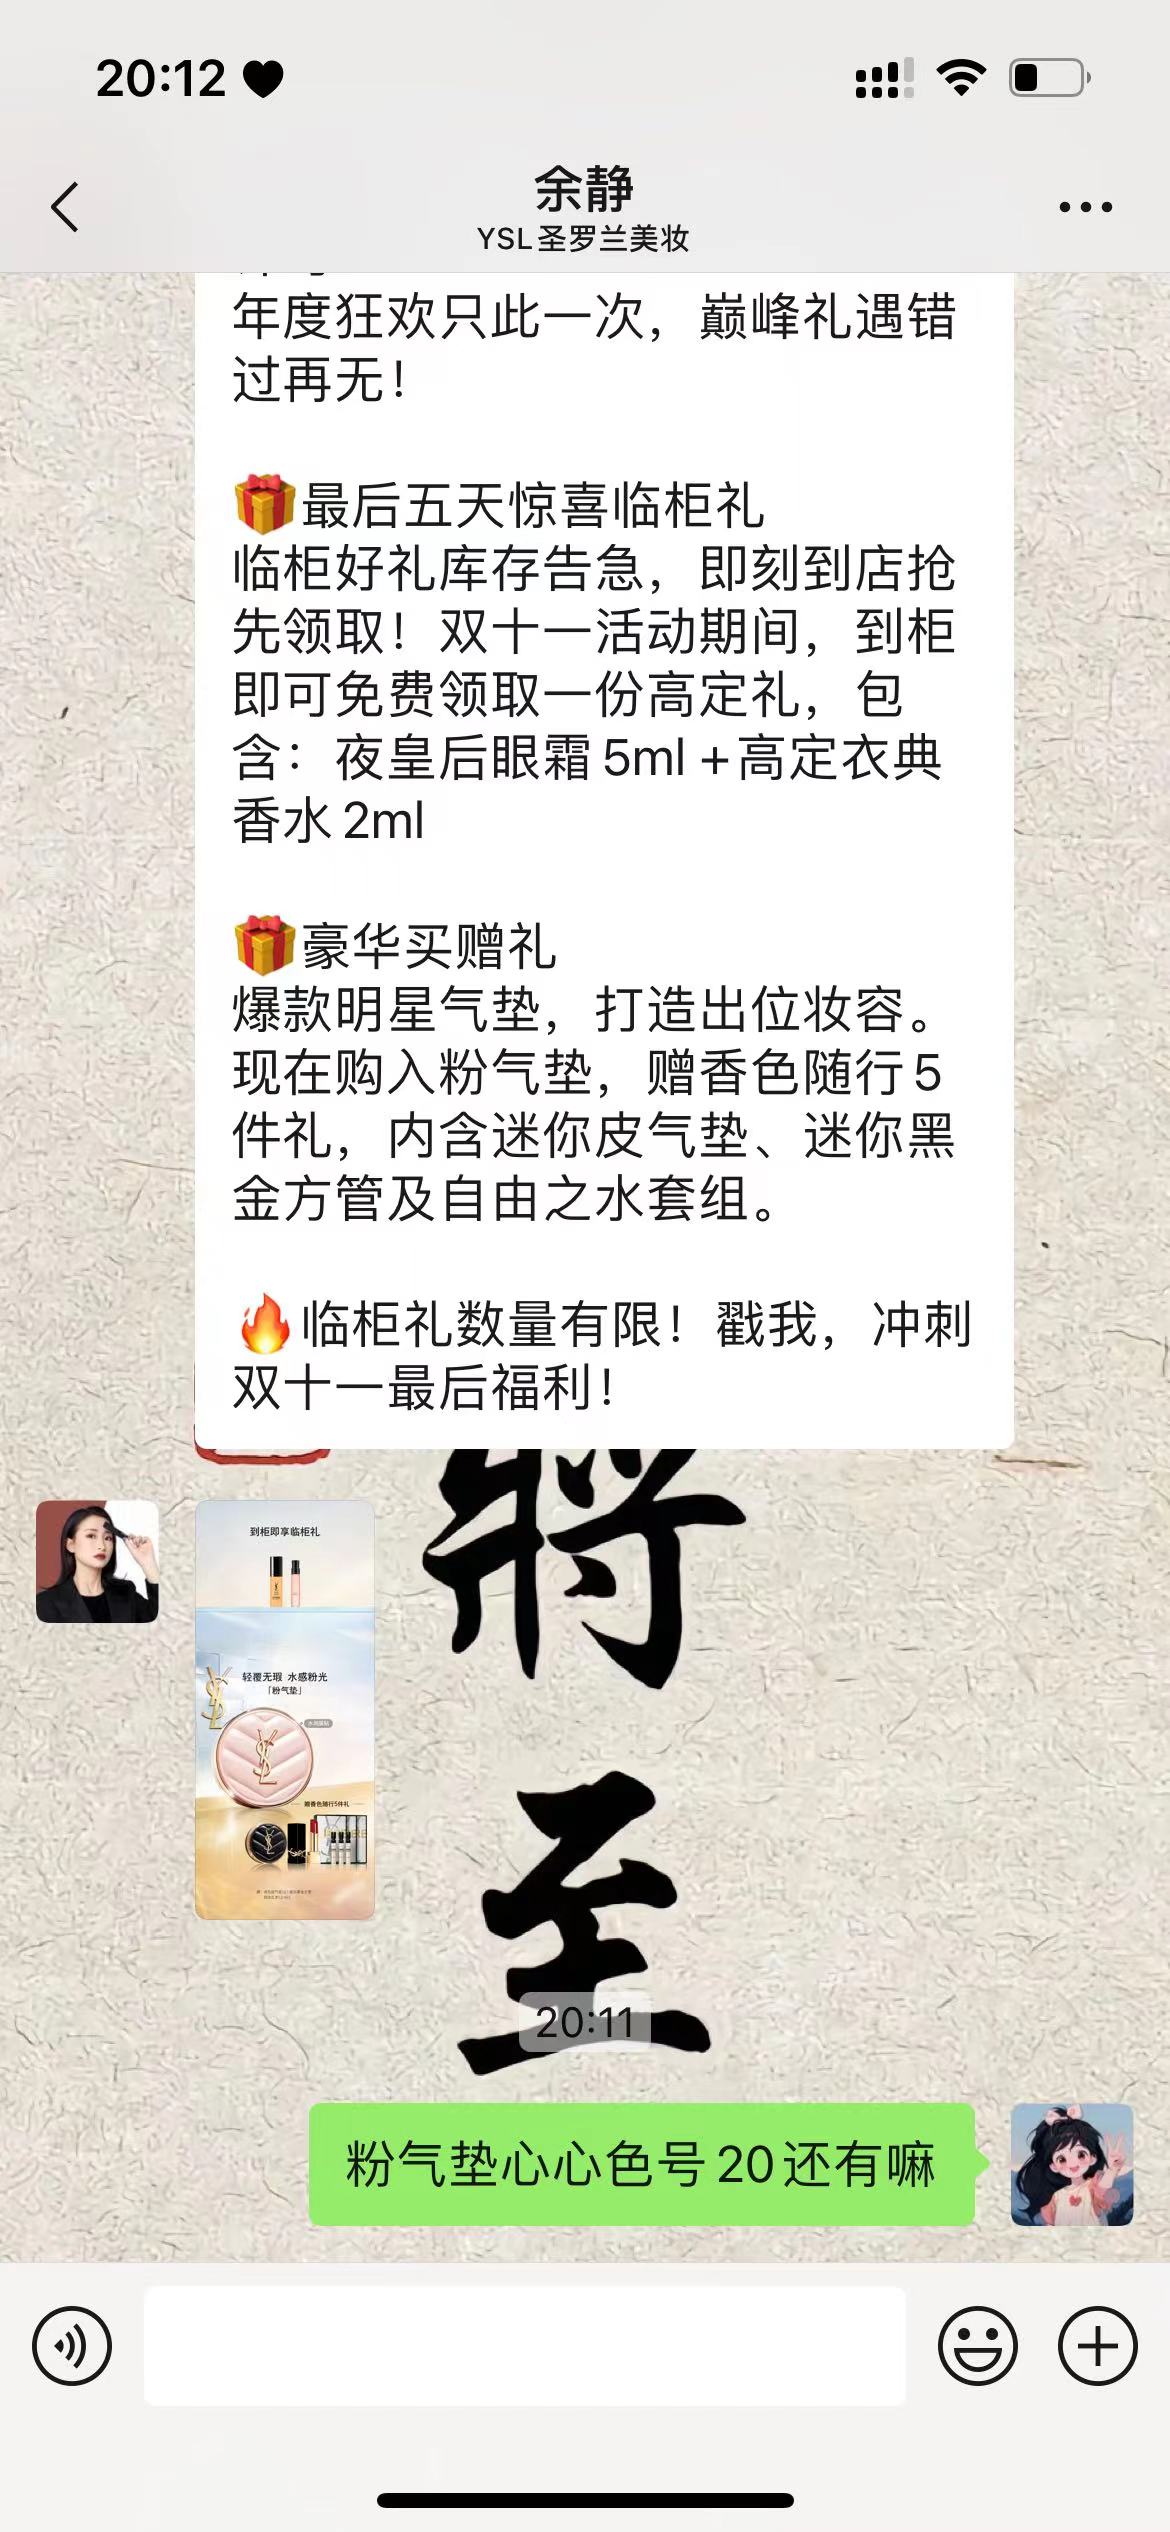 20:12
余静
YSL圣罗兰美妆
年度狂欢只此一次，巅峰礼遇错
过再无！
🎁最后五天惊喜临柜礼
临柜好礼库存告急，即刻到店抢
先领取！双十一活动期间，到柜
即可免费领取一份高定礼，包
含：夜皇后眼霜5ml +高定衣典
香水2ml
🎁豪华买赠礼
爆款明星气垫，打造出位妆容。
现在购入粉气垫，赠香色随行5
件礼，内含迷你皮气垫、迷你黑
金方管及自由之水套组。
🔥临柜礼数量有限！戳我，冲刺
双十一最后福利！
將
至
到柜即享临柜礼
轻覆无瑕 水感粉光
「粉气垫」
赠香色随行5件礼
20:11
粉气垫心心色号20还有嘛